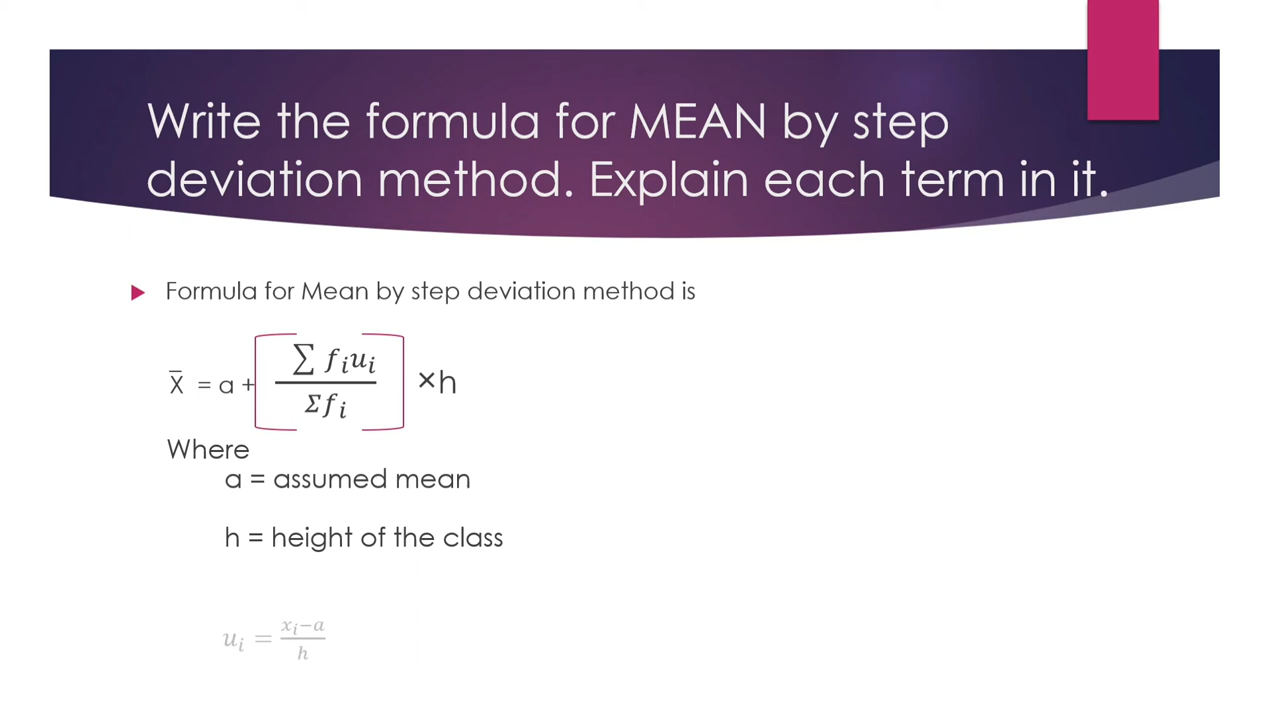 Write the formula for MEAN by step
deviation method. Explain each term in it.
Formula for Mean by step deviation method is
X̅ = a + [ ∑ fᵢuᵢ / Σfᵢ ] ×h
Where
a = assumed mean
h = height of the class
uᵢ = xᵢ−a / h